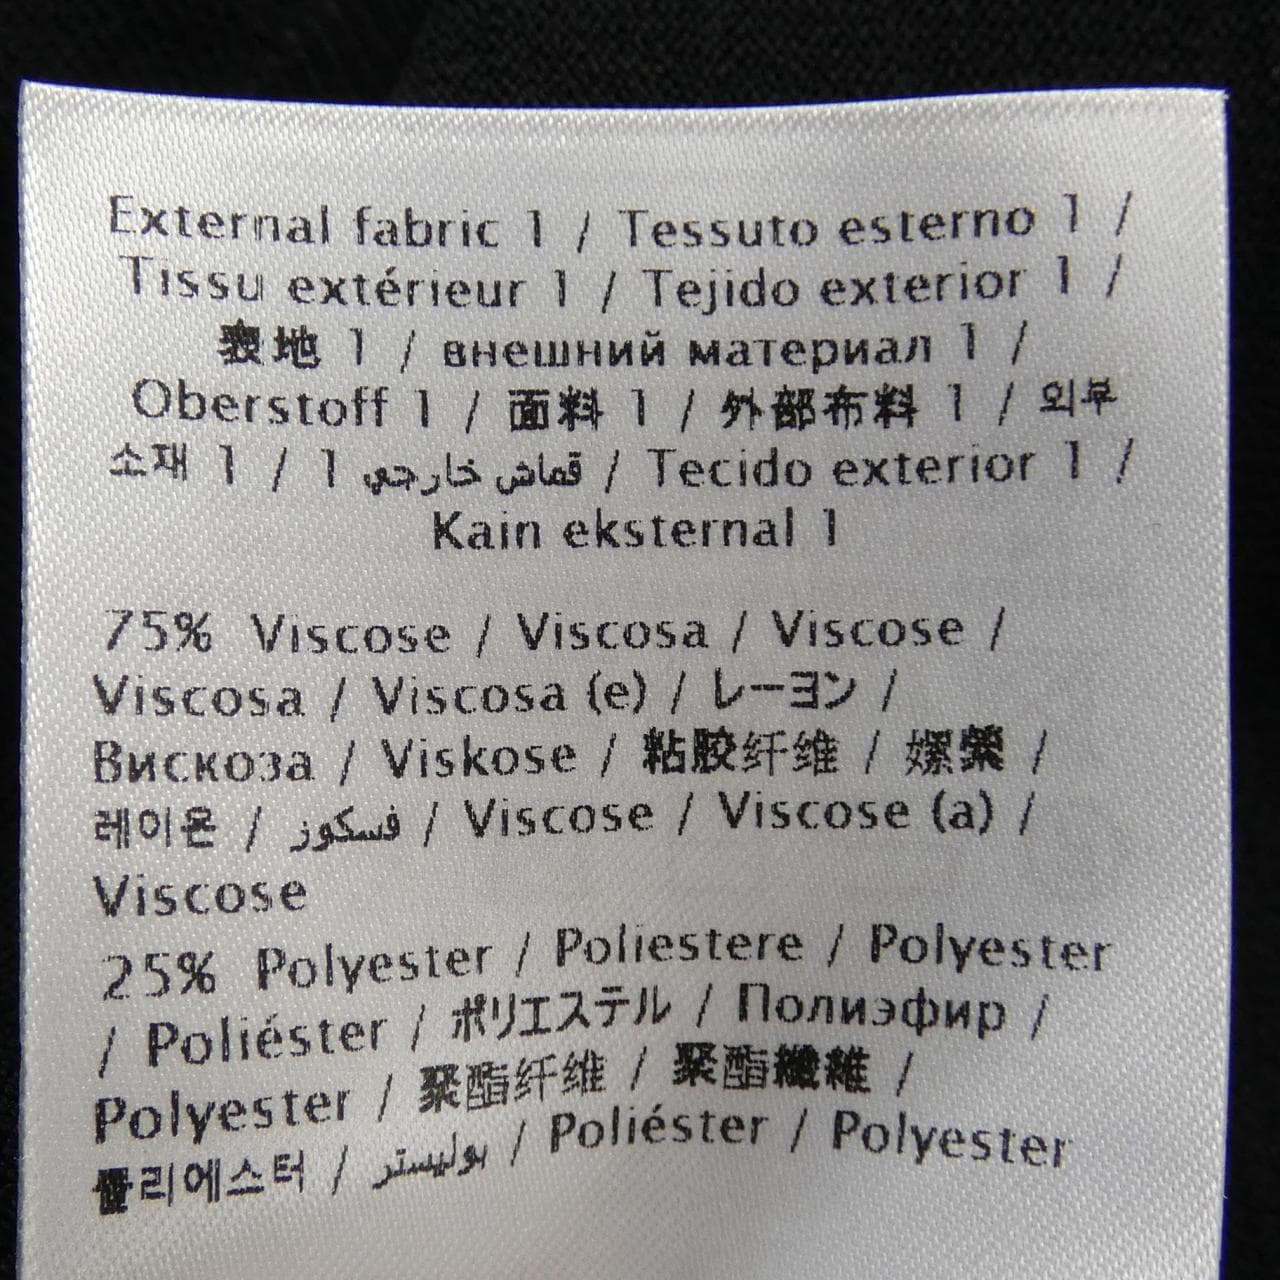 External fabric 1 / Tessuto esterno 1 /
Tissu extérieur 1 / Tejido exterior 1 /
表地 1 / внешний материал 1 /
Oberstoff 1 / 面料 1 / 外部布料 1 / 외부
소재 1 / قماش خارجي 1 / Tecido exterior 1 /
Kain eksternal 1
75% Viscose / Viscosa / Viscose /
Viscosa / Viscosa (e) / レーヨン /
Вискоза / Viskose / 粘胶纤维 / 嫘縈 /
레이온 / فسكوز / Viscose / Viscose (a) /
Viscose
25% Polyester / Poliestere / Polyester
/ Poliéster / ポリエステル / Полиэфир /
Polyester / 聚酯纤维 / 聚酯纖維 /
폴리에스터 / بوليستر / Poliéster / Polyester